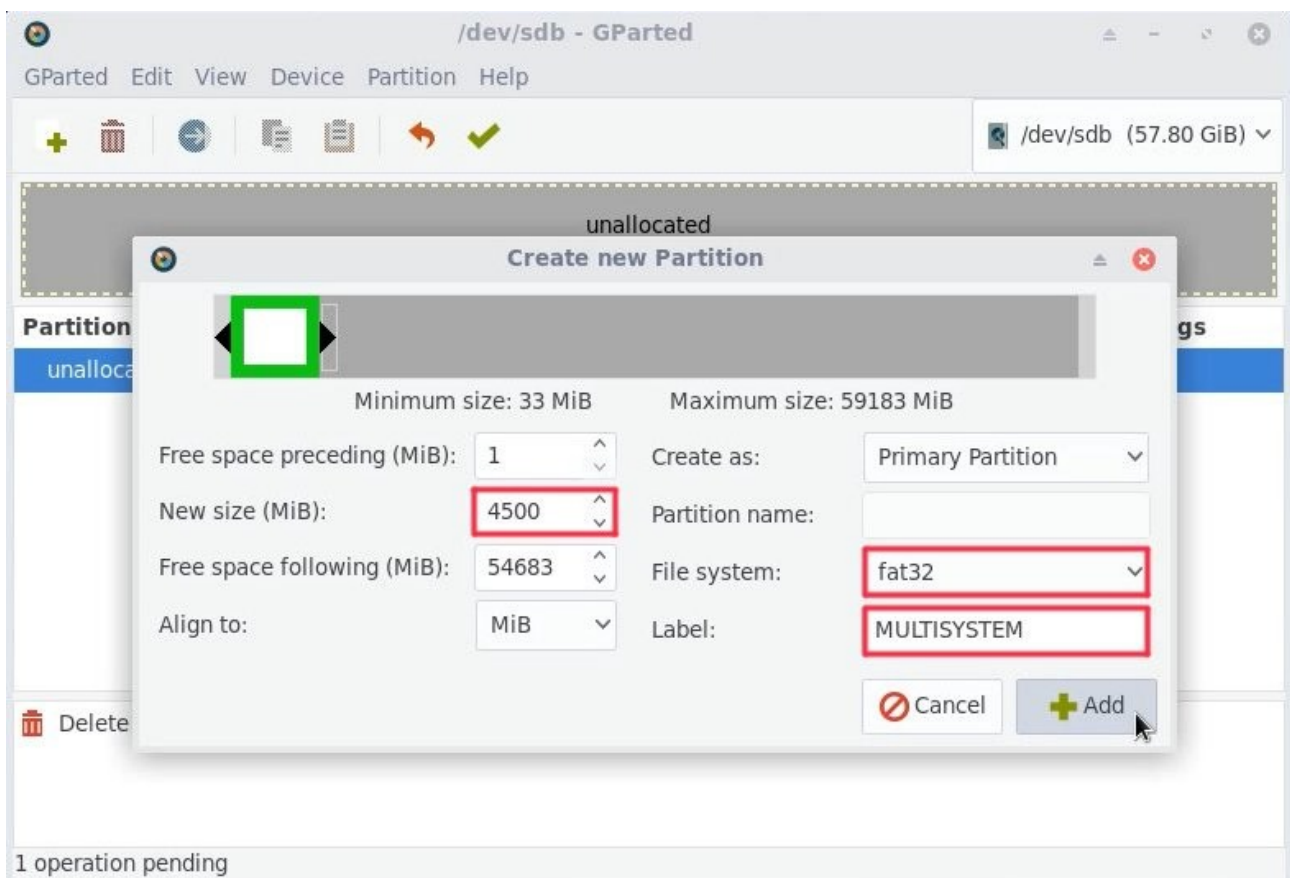 /dev/sdb - GParted
GParted Edit View Device Partition Help
/dev/sdb (57.80 GiB)
unallocated
Create new Partition
Partition
gs
unalloca
Minimum size: 33 MiB Maximum size: 59183 MiB
Free space preceding (MiB): 1 Create as: Primary Partition
New size (MiB): 4500 Partition name:
Free space following (MiB): 54683 File system: fat32
Align to: MiB Label: MULTISYSTEM
Cancel Add
Delete
1 operation pending